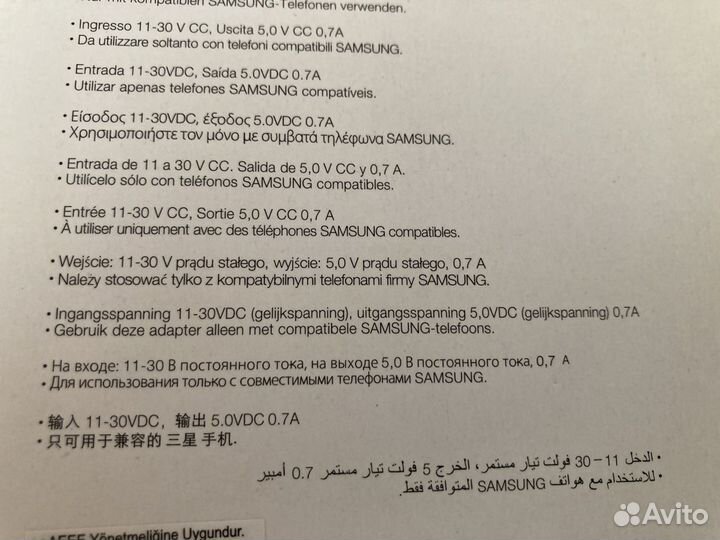 mit kompatiblen SAMSUNG-Telefonen verwenden.
• Ingresso 11-30 V CC, Uscita 5,0 V CC 0,7A
• Da utilizzare soltanto con telefoni compatibili SAMSUNG.
• Entrada 11-30VDC, Saída 5.0VDC 0.7A
• Utilizar apenas telefones SAMSUNG compatíveis.
• Είσοδος 11-30VDC, έξοδος 5.0VDC 0.7A
• Χρησιμοποιήστε τον μόνο με συμβατά τηλέφωνα SAMSUNG.
• Entrada de 11 a 30 V CC. Salida de 5,0 V CC y 0,7 A.
• Utilícelo sólo con teléfonos SAMSUNG compatibles.
• Entrée 11-30 V CC, Sortie 5,0 V CC 0,7 A
• À utiliser uniquement avec des téléphones SAMSUNG compatibles.
• Wejście: 11-30 V prądu stałego, wyjście: 5,0 V prądu stałego, 0,7 A
• Należy stosować tylko z kompatybilnymi telefonami firmy SAMSUNG.
• Ingangsspanning 11-30VDC (gelijkspanning), uitgangsspanning 5,0VDC (gelijkspanning) 0,7A
• Gebruik deze adapter alleen met compatibele SAMSUNG-telefoons.
• На входе: 11-30 В постоянного тока, на выходе 5,0 В постоянного тока, 0,7 А
• Для использования только с совместимыми телефонами SAMSUNG.
• 输入 11-30VDC, 输出 5.0VDC 0.7A
• 只可用于兼容的 三星 手机.
• الدخل 11 – 30 فولت تيار مستمر، الخرج 5 فولت تيار مستمر 0.7 أمبير
• للاستخدام مع هواتف SAMSUNG المتوافقة فقط.
AEEE Yönetmeliğine Uygundur.
Avito